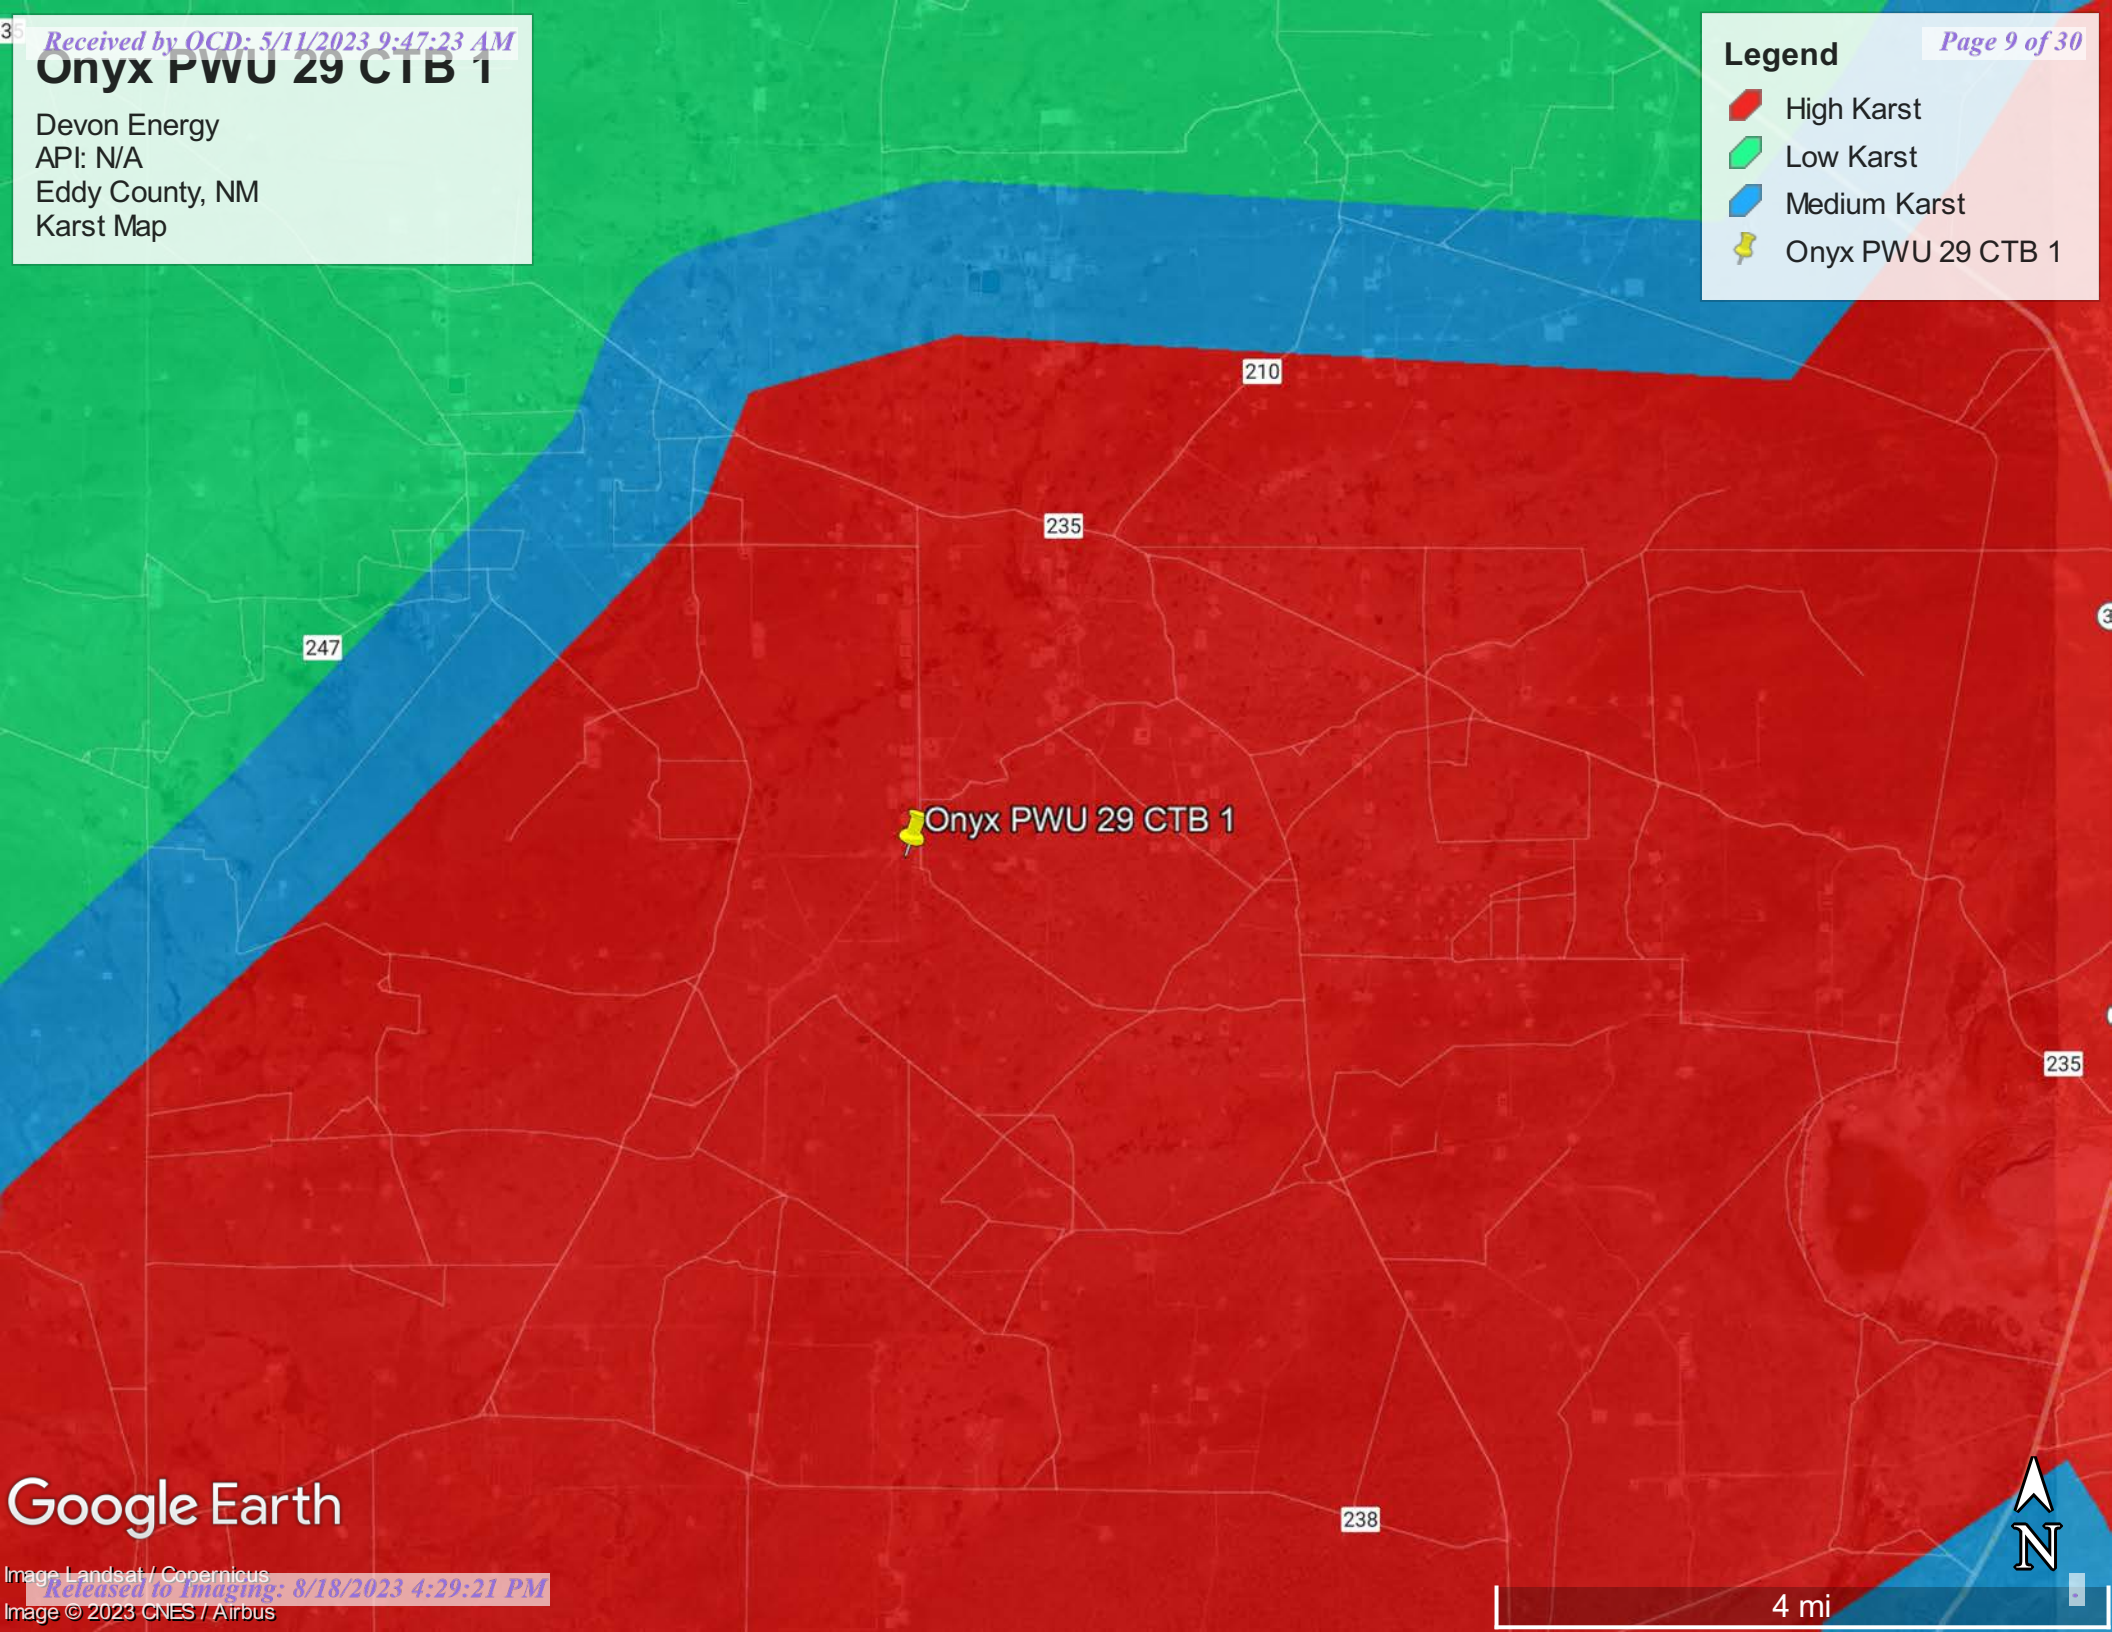 Received by OCD: 5/11/2023 9:47:23 AM
Page 9 of 30
Onyx PWU 29 CTB 1
Devon Energy
API: N/A
Eddy County, NM
Karst Map
Legend
High Karst
Low Karst
Medium Karst
Onyx PWU 29 CTB 1
210
235
247
Onyx PWU 29 CTB 1
235
238
Google Earth
N
Image Landsat / Copernicus
Released to Imaging: 8/18/2023 4:29:21 PM
Image © 2023 CNES / Airbus
4 mi